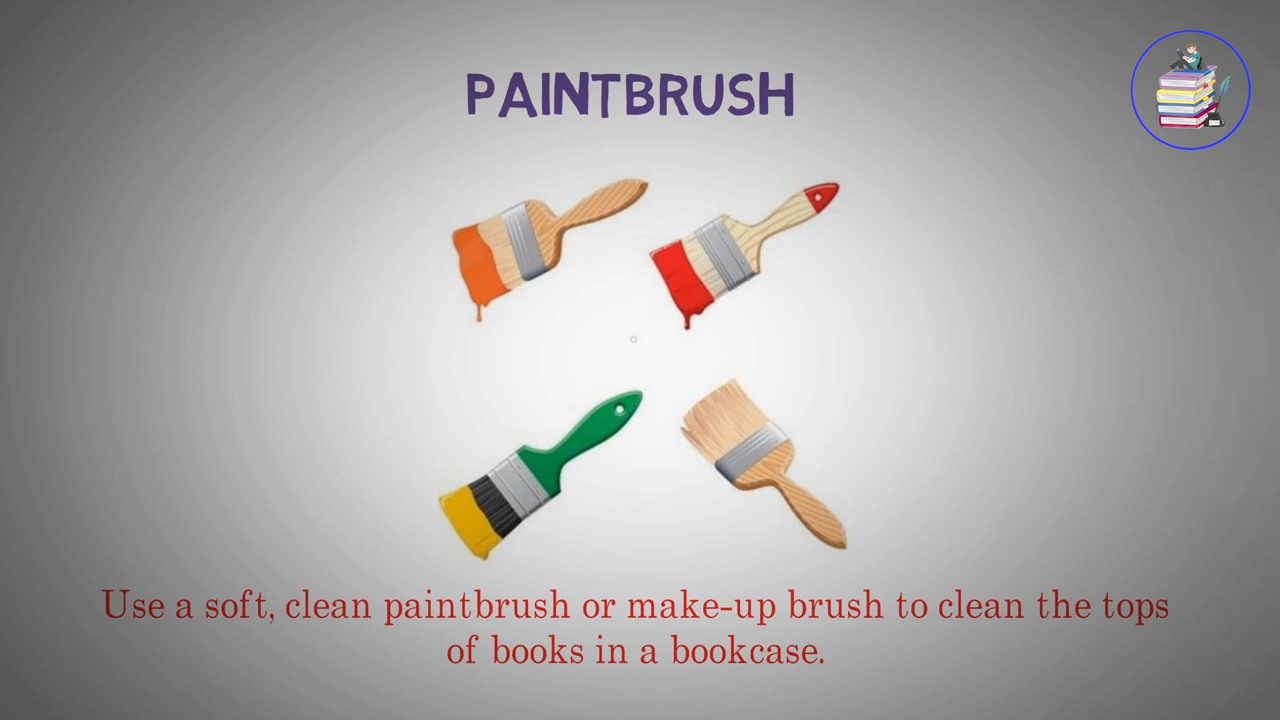 PAINTBRUSH
Use a soft, clean paintbrush or make-up brush to clean the tops
of books in a bookcase.